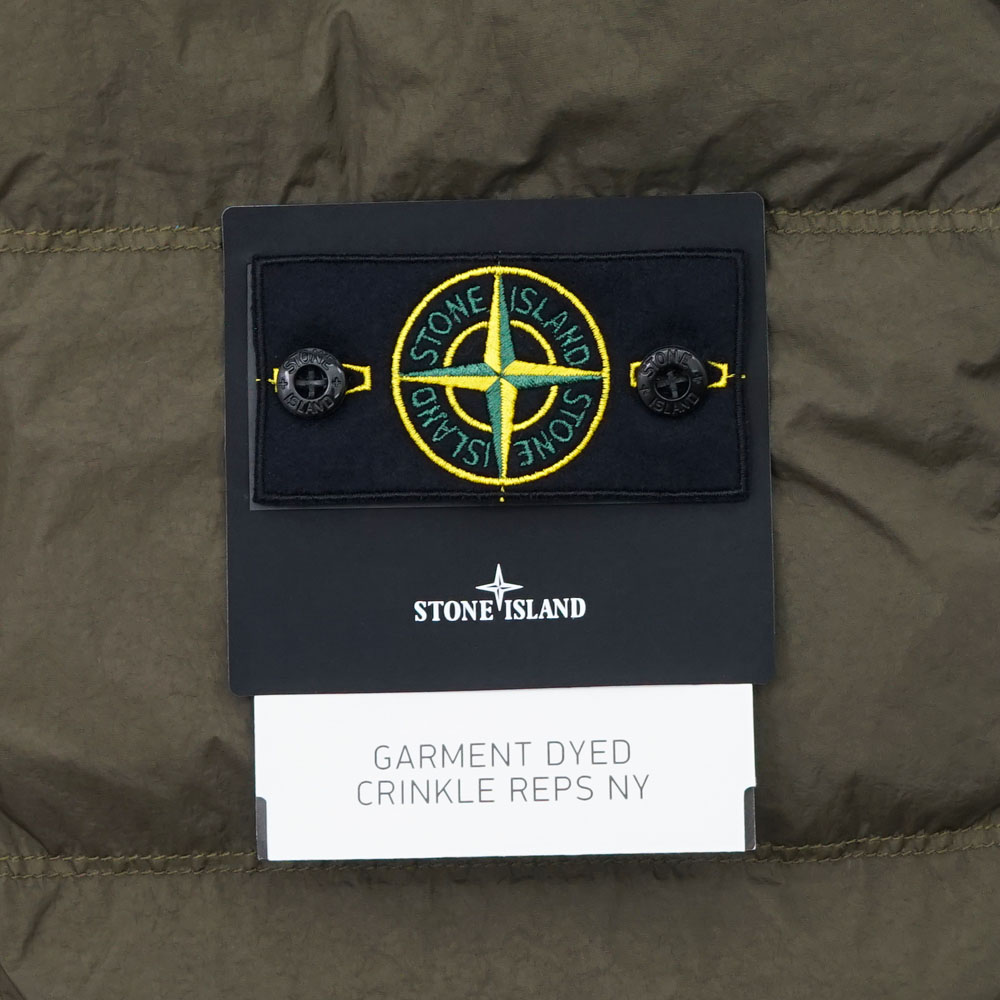 STONE ISLAND
STONE ISLAND
STONE
ISLAND
STONE
ISLAND
STONE ISLAND
GARMENT DYED
CRINKLE REPS NY